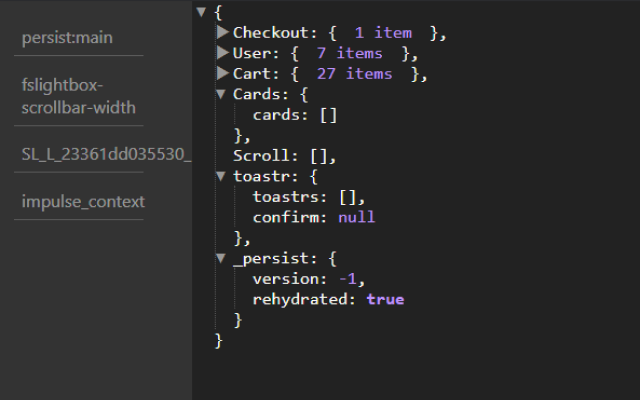 persist:main
fslightbox-
scrollbar-width
SL_L_23361dd035530_
impulse_context
{
Checkout: { 1 item },
User: { 7 items },
Cart: { 27 items },
Cards: {
cards: []
},
Scroll: [],
toastr: {
toastrs: [],
confirm: null
},
_persist: {
version: -1,
rehydrated: true
}
}